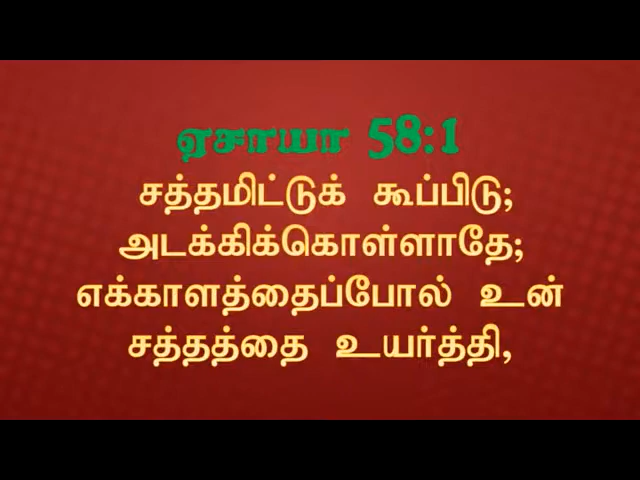 ஏசாயா 58:1
சத்தமிட்டுக் கூப்பிடு;
அடக்கிக்கொள்ளாதே;
எக்காளத்தைப்போல் உன்
சத்தத்தை உயர்த்தி,